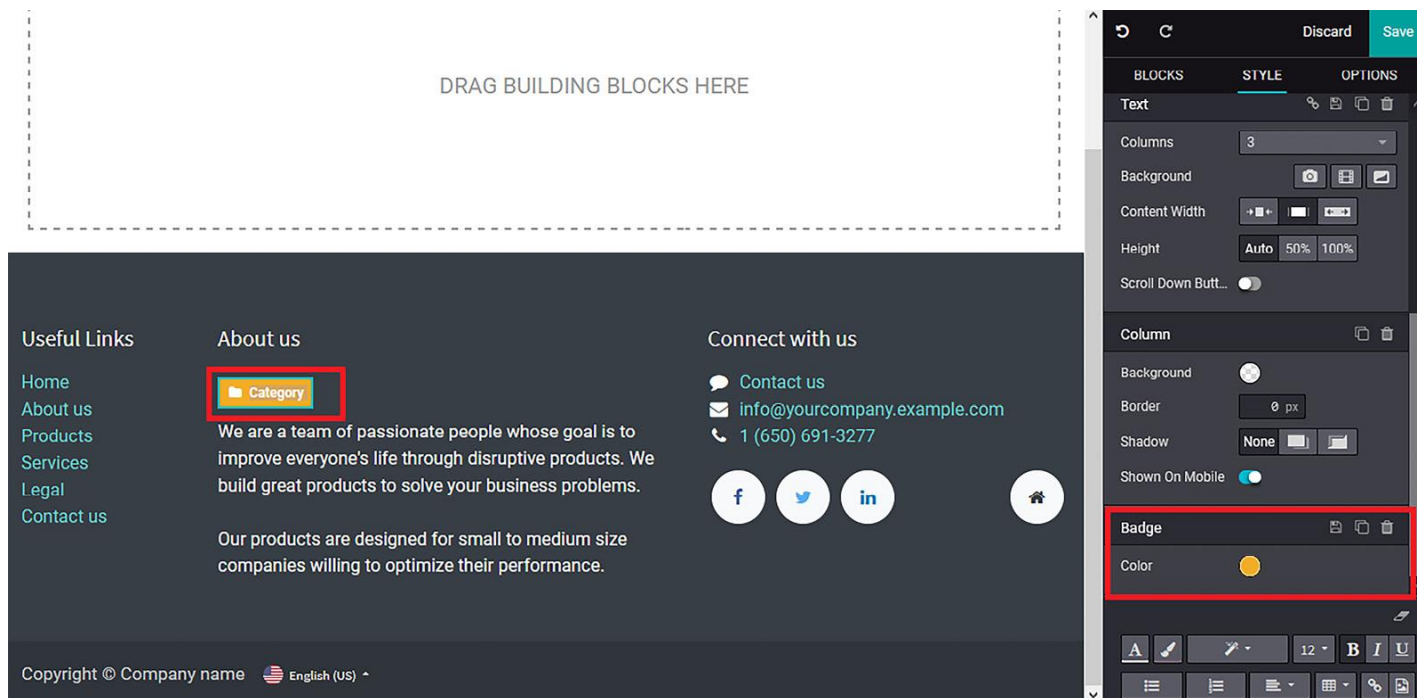 DRAG BUILDING BLOCKS HERE
Useful Links
Home
About us
Products
Services
Legal
Contact us
About us
Category
We are a team of passionate people whose goal is to
improve everyone's life through disruptive products. We
build great products to solve your business problems.
Our products are designed for small to medium size
companies willing to optimize their performance.
Connect with us
Contact us
info@yourcompany.example.com
1 (650) 691-3277
f
in
Copyright © Company name English (US)
Discard Save
BLOCKS STYLE OPTIONS
Text
Columns 3
Background
Content Width
Height Auto 50% 100%
Scroll Down Butt...
Column
Background
Border 0 px
Shadow None
Shown On Mobile
Badge
Color
A 12 B I U